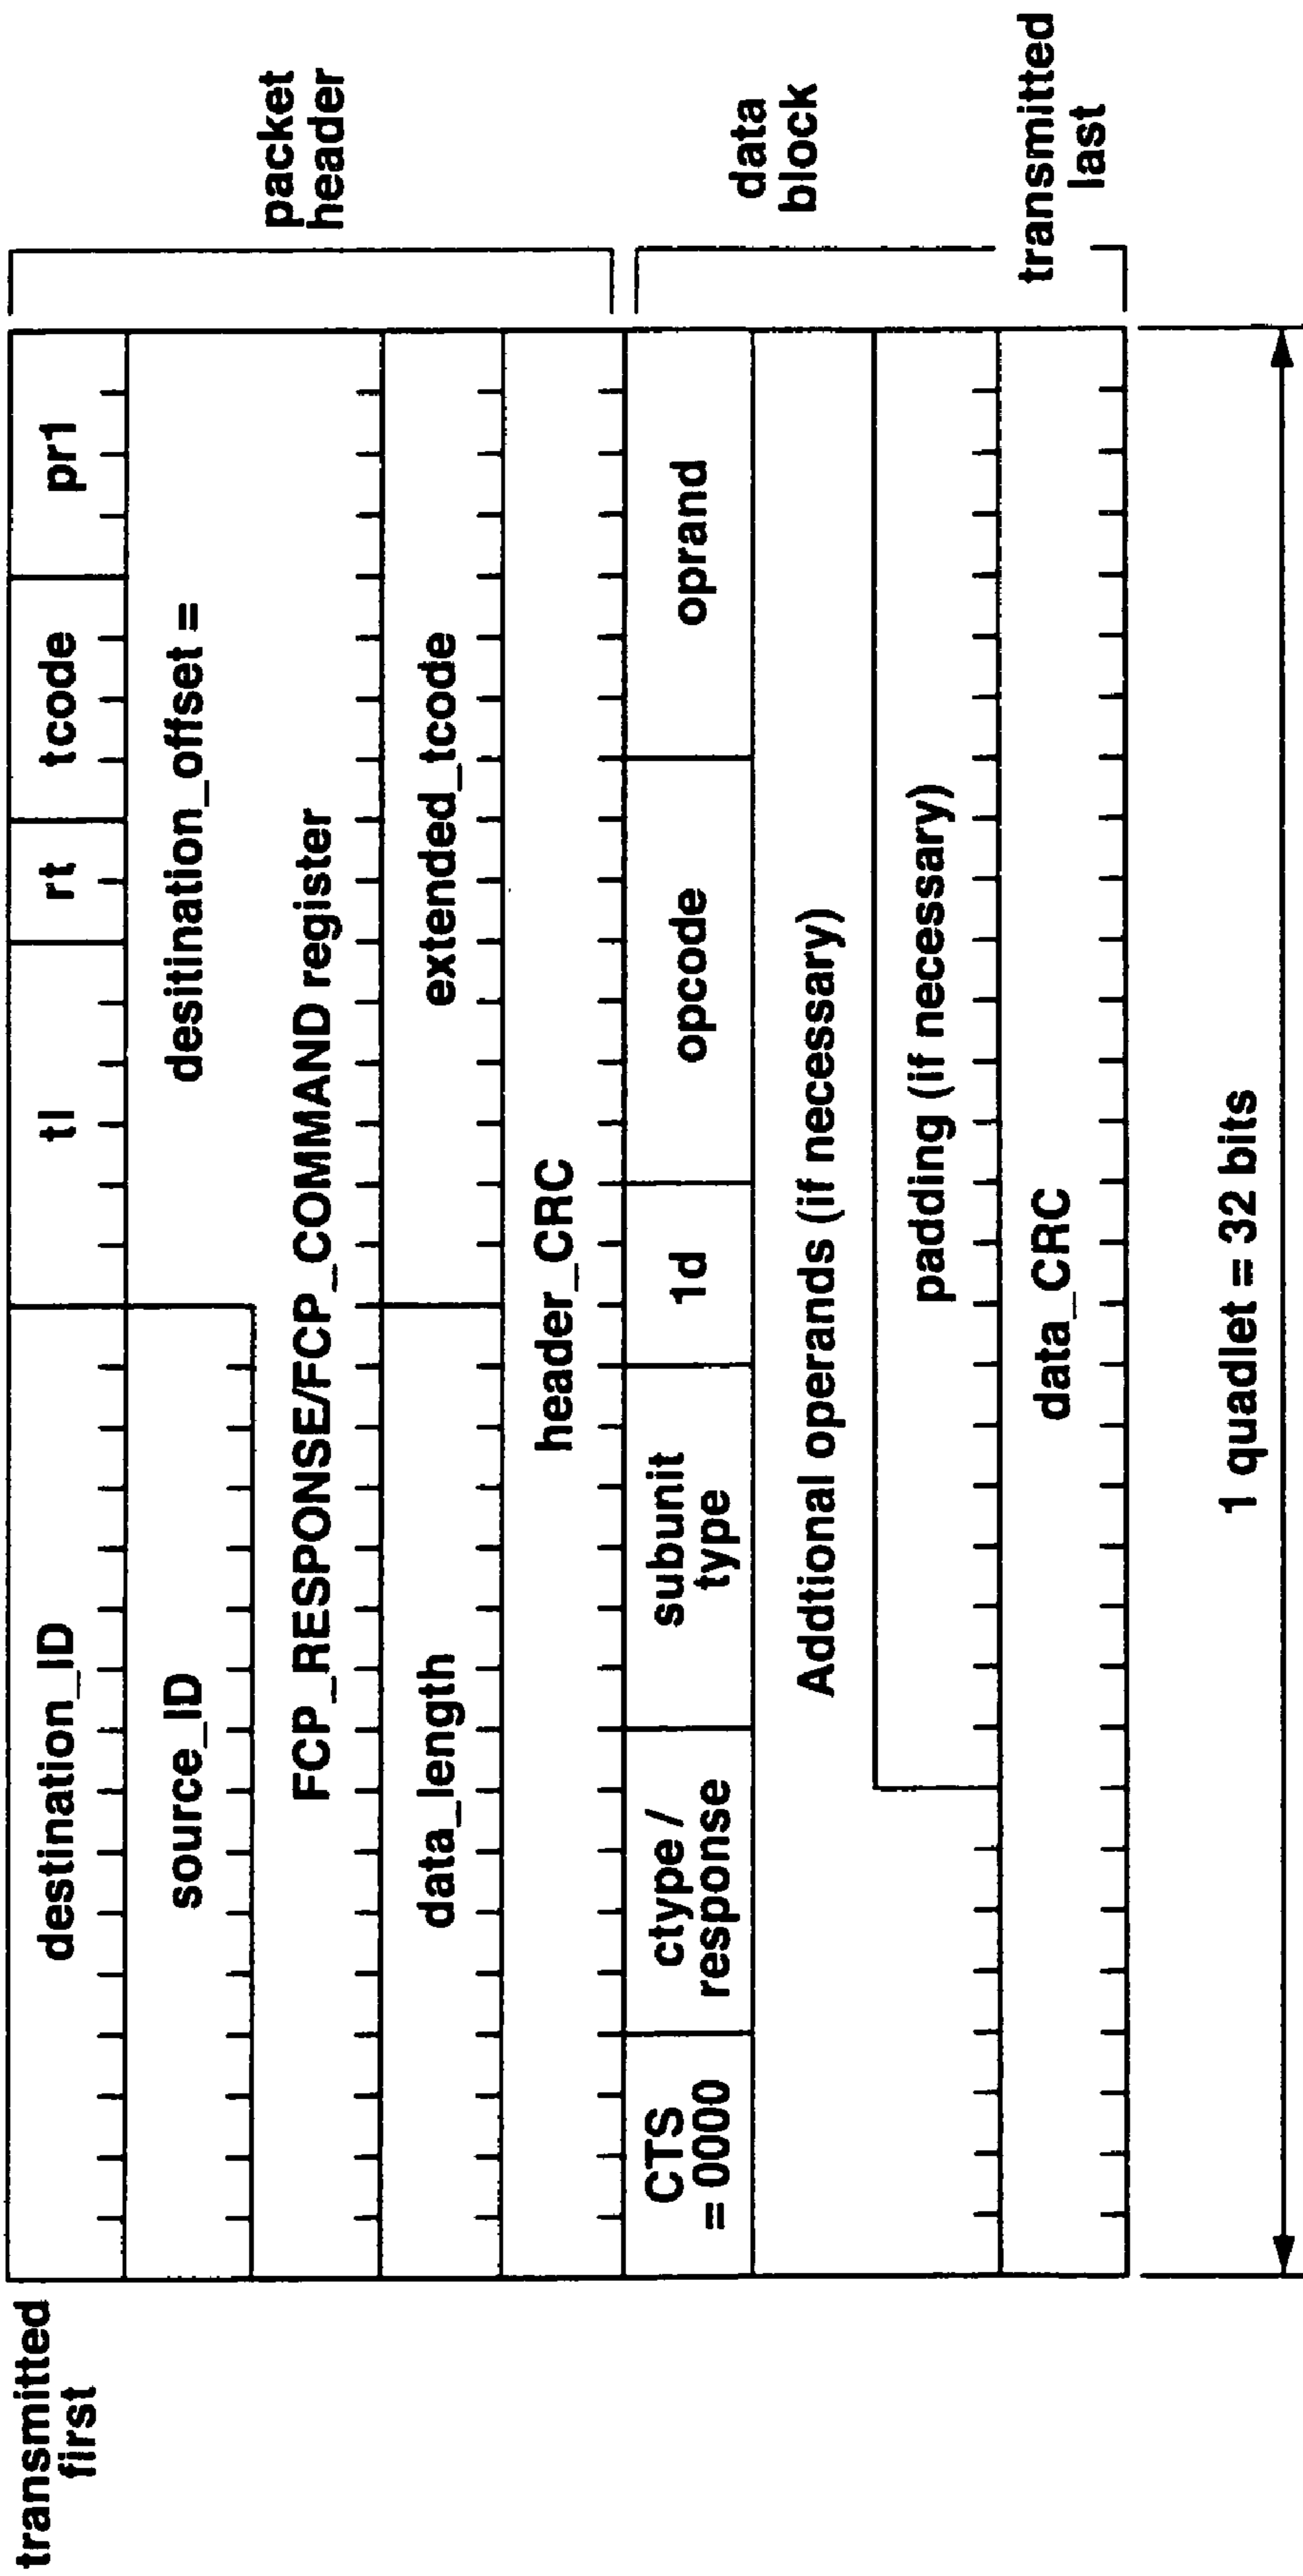 transmitted
first
destination_ID
tl
rt
tcode
pr1
source_ID
desitination_offset =
FCP_RESPONSE/FCP_COMMAND register
data_length
extended_tcode
header_CRC
packet
header
CTS
= 0000
ctype /
response
subunit
type
1d
opcode
oprand
Addtional operands (if necessary)
padding (if necessary)
data_CRC
data
block
transmitted
last
1 quadlet = 32 bits